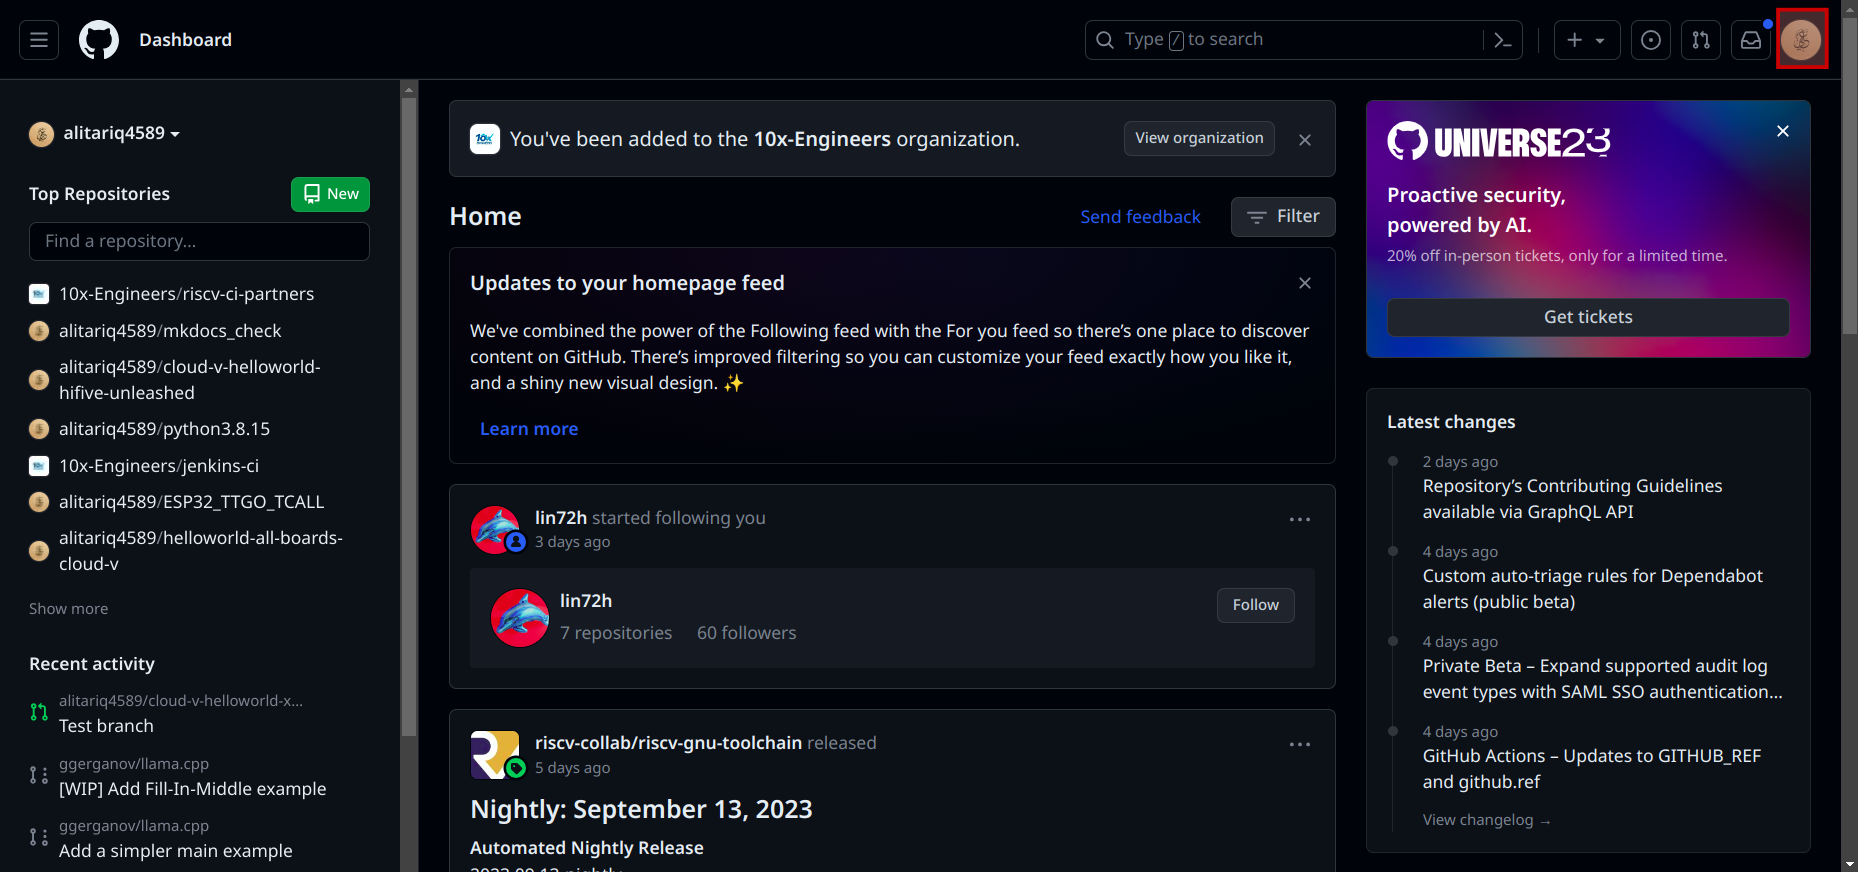 Dashboard
Type / to search
alitariq4589
Top Repositories
New
Find a repository...
10x-Engineers/riscv-ci-partners
alitariq4589/mkdocs_check
alitariq4589/cloud-v-helloworld-
hifive-unleashed
alitariq4589/python3.8.15
10x-Engineers/jenkins-ci
alitariq4589/ESP32_TTGO_TCALL
alitariq4589/helloworld-all-boards-
cloud-v
Show more
Recent activity
alitariq4589/cloud-v-helloworld-x...
Test branch
ggerganov/llama.cpp
[WIP] Add Fill-In-Middle example
ggerganov/llama.cpp
Add a simpler main example
10x
You've been added to the 10x-Engineers organization.
View organization
Home
Send feedback
Filter
Updates to your homepage feed
We've combined the power of the Following feed with the For you feed so there’s one place to discover
content on GitHub. There’s improved filtering so you can customize your feed exactly how you like it,
and a shiny new visual design. ✨
Learn more
lin72h started following you
3 days ago
lin72h
7 repositories 60 followers
Follow
riscv-collab/riscv-gnu-toolchain released
5 days ago
Nightly: September 13, 2023
Automated Nightly Release
UNIVERSE23
Proactive security,
powered by AI.
20% off in-person tickets, only for a limited time.
Get tickets
Latest changes
2 days ago
Repository’s Contributing Guidelines
available via GraphQL API
4 days ago
Custom auto-triage rules for Dependabot
alerts (public beta)
4 days ago
Private Beta – Expand supported audit log
event types with SAML SSO authentication...
4 days ago
GitHub Actions – Updates to GITHUB_REF
and github.ref
View changelog →